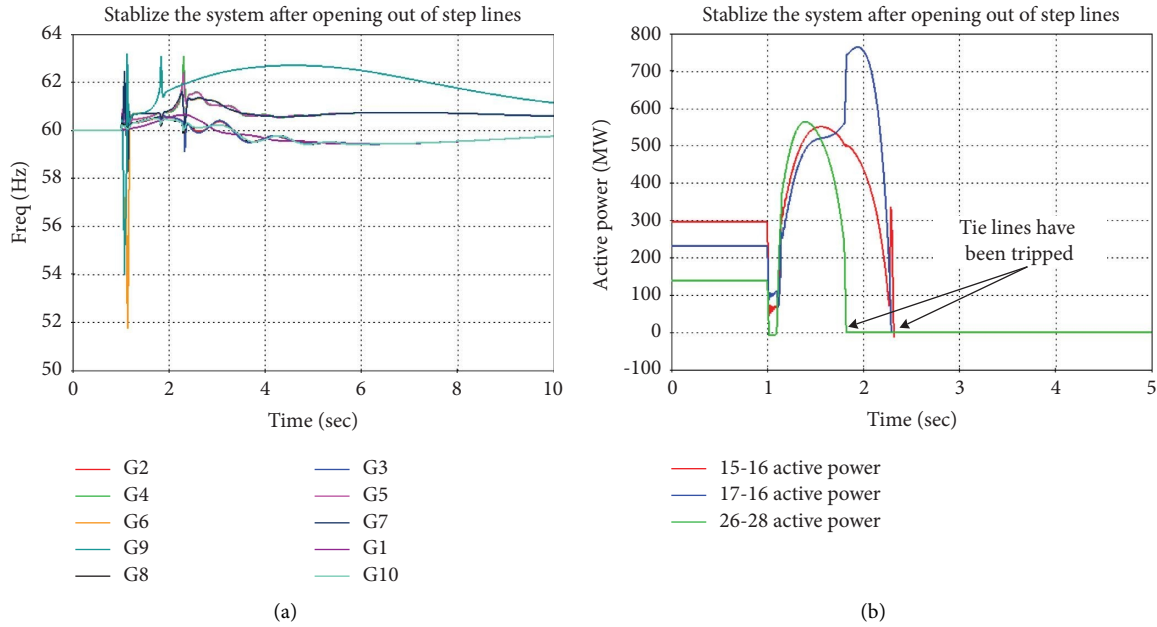 Stablize the system after opening out of step lines
64
62
60
58
56
54
52
50
Freq (Hz)
0
2
4
6
8
10
Time (sec)
G2
G4
G6
G9
G8
G3
G5
G7
G1
G10
(a)
Stablize the system after opening out of step lines
800
700
600
500
400
300
200
100
0
-100
Active power (MW)
Tie lines have
been tripped
0
1
2
3
4
5
Time (sec)
15-16 active power
17-16 active power
26-28 active power
(b)